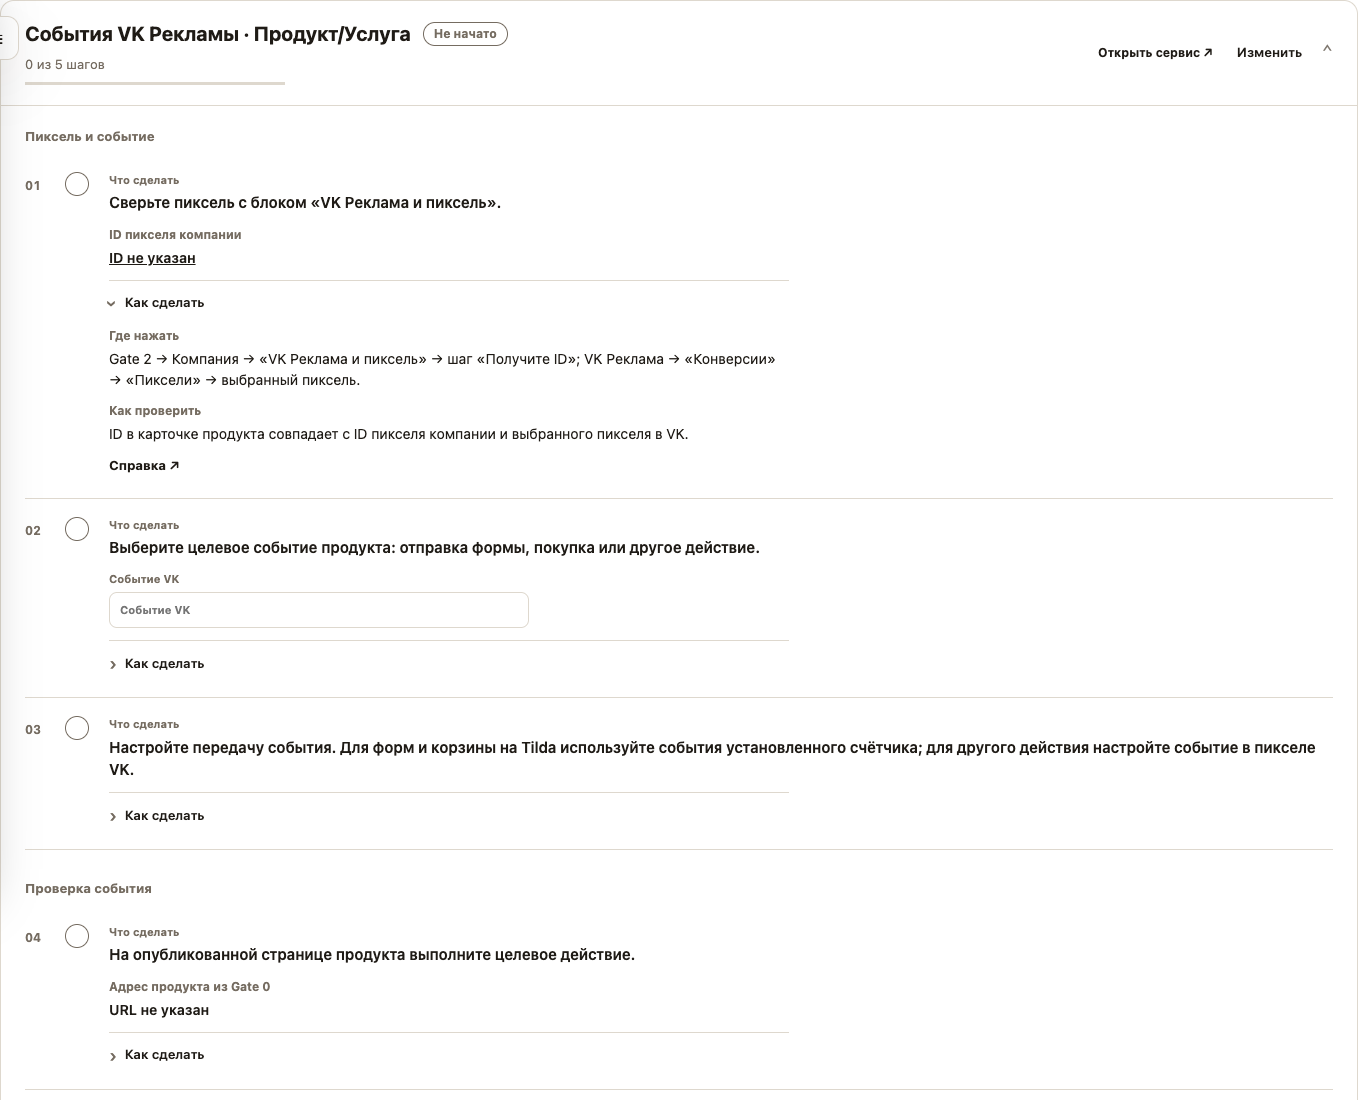 События VK Рекламы · Продукт/Услуга
Не начато
0 из 5 шагов
Открыть сервис ↗
Изменить
Пиксель и событие
01
Что сделать
Сверьте пиксель с блоком «VK Реклама и пиксель».
ID пикселя компании
ID не указан
Как сделать
Где нажать
Gate 2 → Компания → «VK Реклама и пиксель» → шаг «Получите ID»; VK Реклама → «Конверсии»
→ «Пиксели» → выбранный пиксель.
Как проверить
ID в карточке продукта совпадает с ID пикселя компании и выбранного пикселя в VK.
Справка ↗
02
Что сделать
Выберите целевое событие продукта: отправка формы, покупка или другое действие.
Событие VK
Событие VK
Как сделать
03
Что сделать
Настройте передачу события. Для форм и корзины на Tilda используйте события установленного счётчика; для другого действия настройте событие в пикселе
VK.
Как сделать
Проверка события
04
Что сделать
На опубликованной странице продукта выполните целевое действие.
Адрес продукта из Gate 0
URL не указан
Как сделать